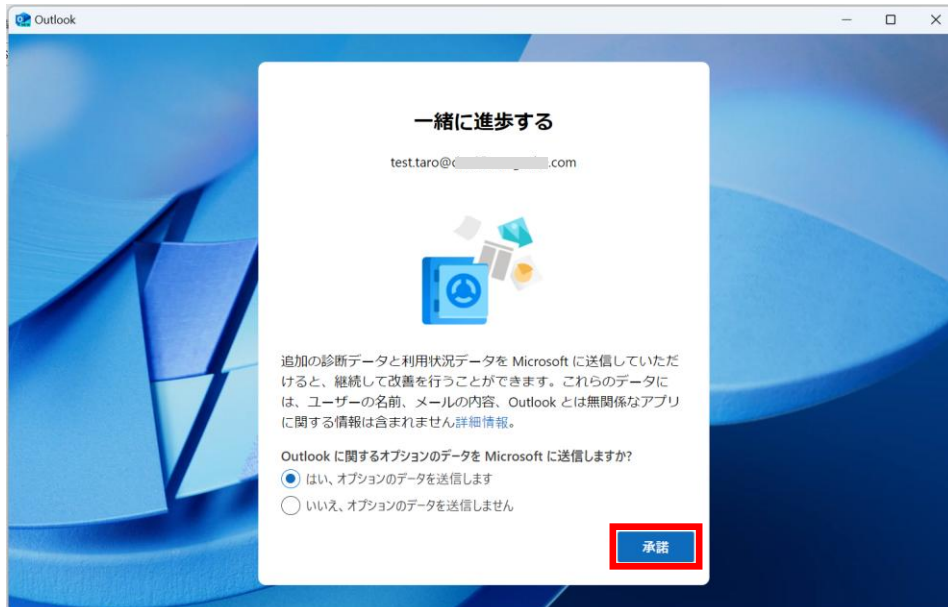 Outlook
一緒に進歩する
test.taro@ .com
追加の診断データと利用状況データを Microsoft に送信していただ
けると、継続して改善を行うことができます。これらのデータに
は、ユーザーの名前、メールの内容、Outlook とは無関係なアプリ
に関する情報は含まれません詳細情報。
Outlook に関するオプションのデータを Microsoft に送信しますか?
はい、オプションのデータを送信します
いいえ、オプションのデータを送信しません
承諾